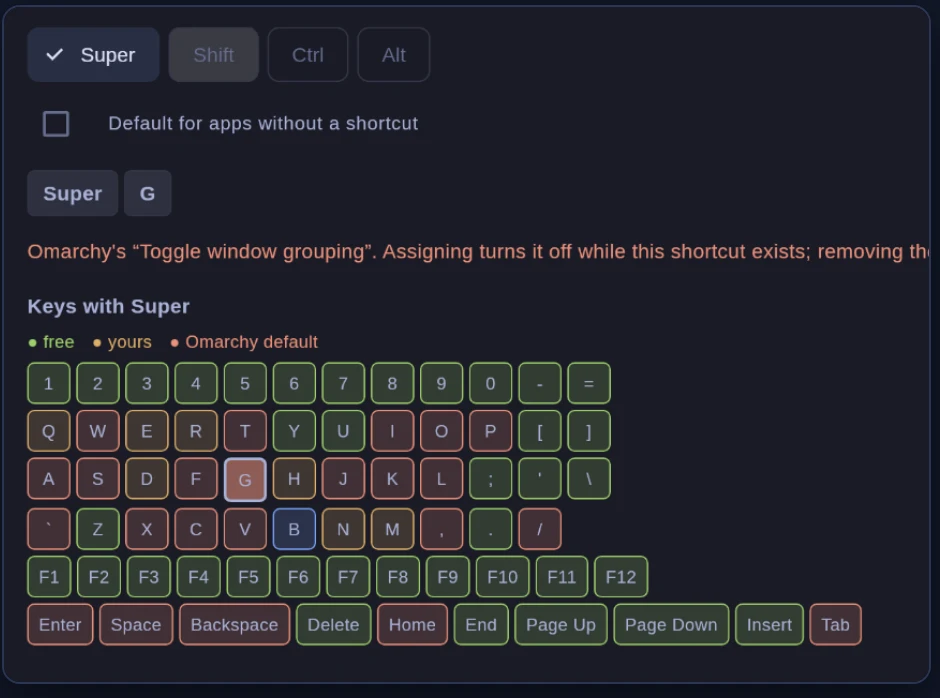 Super Shift Ctrl Alt
Default for apps without a shortcut
Super G
Omarchy's “Toggle window grouping”. Assigning turns it off while this shortcut exists; removing
Keys with Super
free yours Omarchy default
1 2 3 4 5 6 7 8 9 0 - =
Q W E R T Y U I O P [ ]
A S D F G H J K L ; ' \
` Z X C V B N M , . /
F1 F2 F3 F4 F5 F6 F7 F8 F9 F10 F11 F12
Enter Space Backspace Delete Home End Page Up Page Down Insert Tab